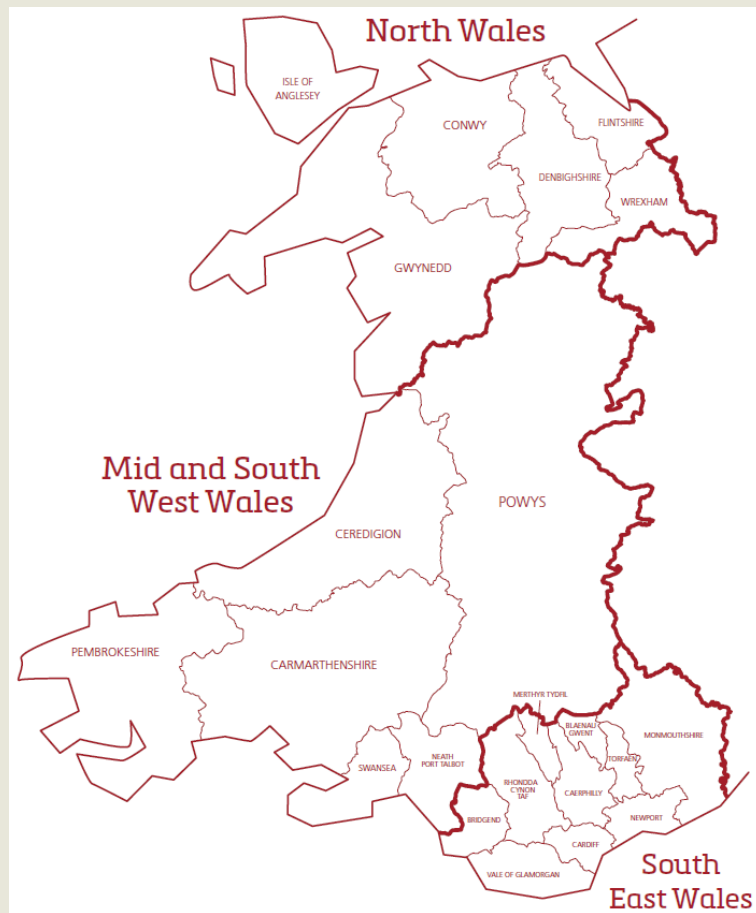 North Wales
ISLE OF
ANGLESEY
CONWY
FLINTSHIRE
DENBIGHSHIRE
WREXHAM
GWYNEDD
Mid and South
West Wales
POWYS
CEREDIGION
PEMBROKESHIRE
CARMARTHENSHIRE
MERTHYR TYDFIL
BLAENAU
GWENT
MONMOUTHSHIRE
SWANSEA
NEATH
PORT TALBOT
TORFAEN
RHONDDA
CYNON
TAF
CAERPHILLY
BRIDGEND
NEWPORT
CARDIFF
VALE OF GLAMORGAN
South
East Wales